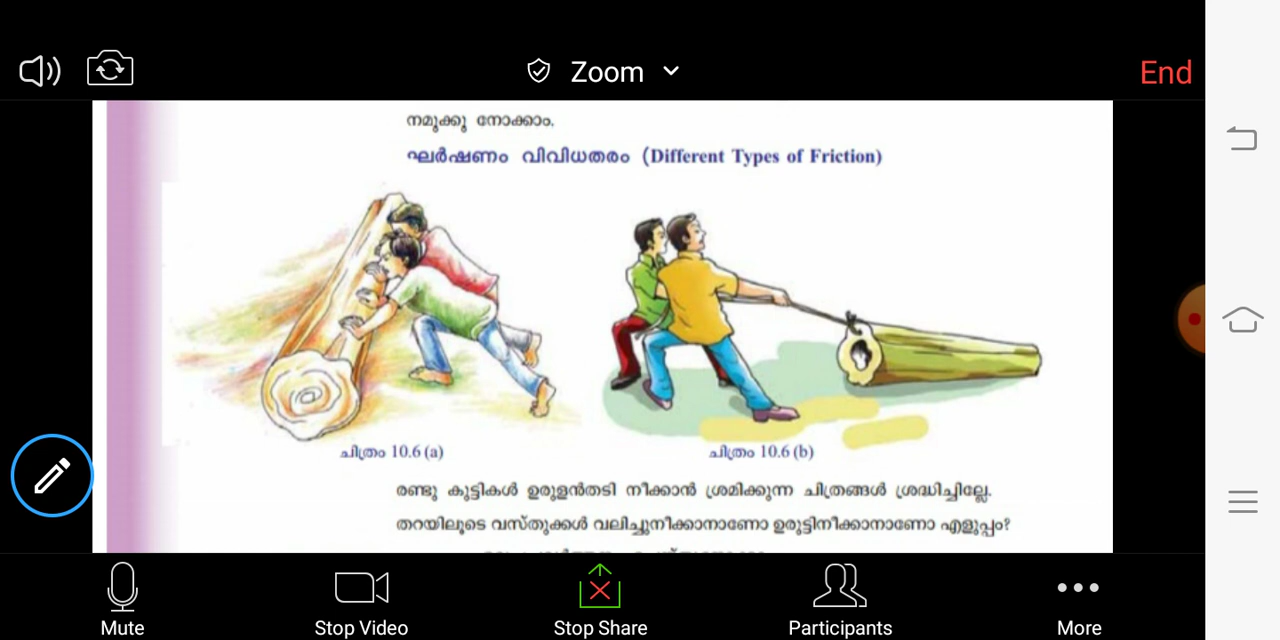 Zoom
End
നമുക്കു നോക്കാം.
ഘർഷണം വിവിധതരം (Different Types of Friction)
ചിത്രം 10.6 (a)
ചിത്രം 10.6 (b)
രണ്ടു കുട്ടികൾ ഉരുളൻതടി നീക്കാൻ ശ്രമിക്കുന്ന ചിത്രങ്ങൾ ശ്രദ്ധിച്ചില്ലേ.
തറയിലൂടെ വസ്തുക്കൾ വലിച്ചുനീക്കാനാണോ ഉരുട്ടിനീക്കാനാണോ എളുപ്പം?
Mute
Stop Video
Stop Share
Participants
More